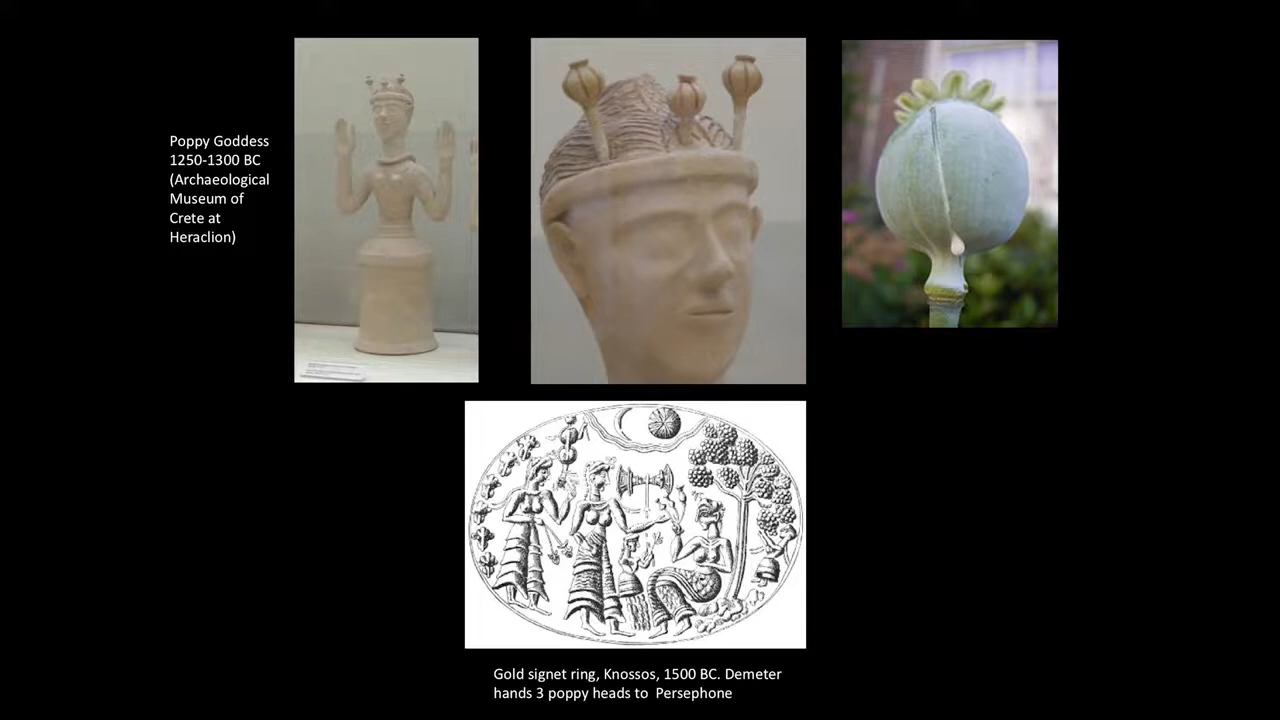 Poppy Goddess
1250-1300 BC
(Archaeological
Museum of
Crete at
Heraclion)
Gold signet ring, Knossos, 1500 BC. Demeter
hands 3 poppy heads to  Persephone